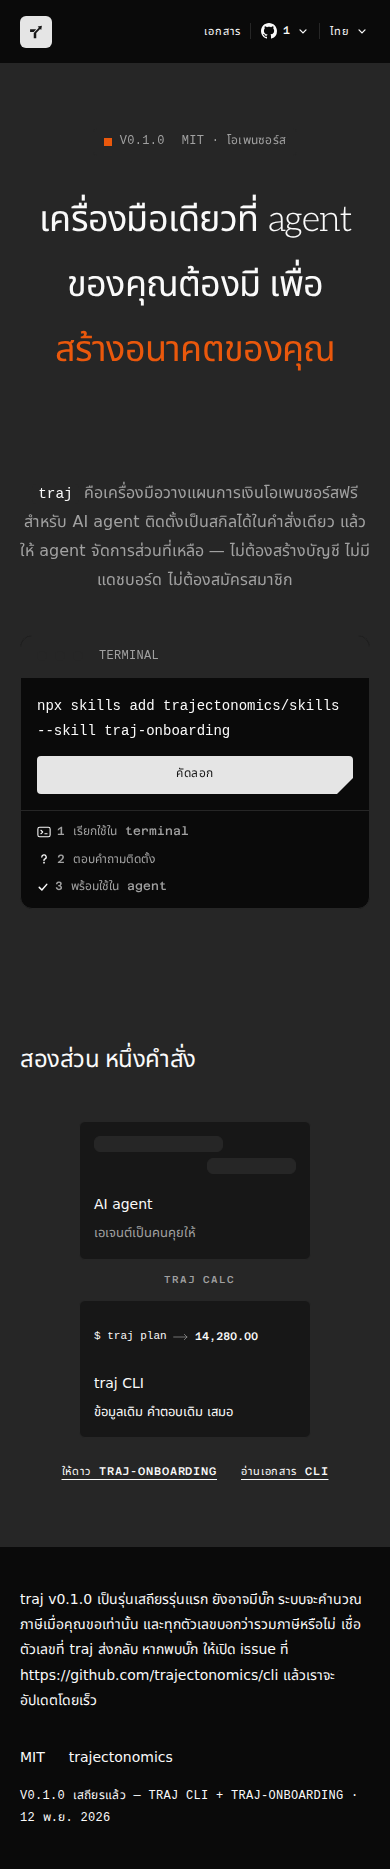 เอกสาร 1 ไทย
V0.1.0 MIT · โอเพนซอร์ส
เครื่องมือเดียวที่ agent
ของคุณต้องมี เพื่อ
สร้างอนาคตของคุณ
traj คือเครื่องมือวางแผนการเงินโอเพนซอร์สฟรี
สำหรับ AI agent ติดตั้งเป็นสกิลได้ในคำสั่งเดียว แล้ว
ให้ agent จัดการส่วนที่เหลือ — ไม่ต้องสร้างบัญชี ไม่มี
แดชบอร์ด ไม่ต้องสมัครสมาชิก
TERMINAL
npx skills add trajectonomics/skills
--skill traj-onboarding
คัดลอก
1 เรียกใช้ใน terminal
? 2 ตอบคำถามติดตั้ง
3 พร้อมใช้ใน agent
สองส่วน หนึ่งคำสั่ง
AI agent
เอเจนต์เป็นคนคุยให้
TRAJ CALC
$ traj plan → 14,280.00
traj CLI
ข้อมูลเดิม คำตอบเดิม เสมอ
ให้ดาว TRAJ-ONBOARDING อ่านเอกสาร CLI
traj v0.1.0 เป็นรุ่นเสถียรรุ่นแรก ยังอาจมีบั๊ก ระบบจะคำนวณ
ภาษีเมื่อคุณขอเท่านั้น และทุกตัวเลขบอกว่ารวมภาษีหรือไม่ เชื่อ
ตัวเลขที่ traj ส่งกลับ หากพบบั๊ก ให้เปิด issue ที่
https://github.com/trajectonomics/cli แล้วเราจะ
อัปเดตโดยเร็ว
MIT trajectonomics
V0.1.0 เสถียรแล้ว — TRAJ CLI + TRAJ-ONBOARDING ·
12 พ.ย. 2026